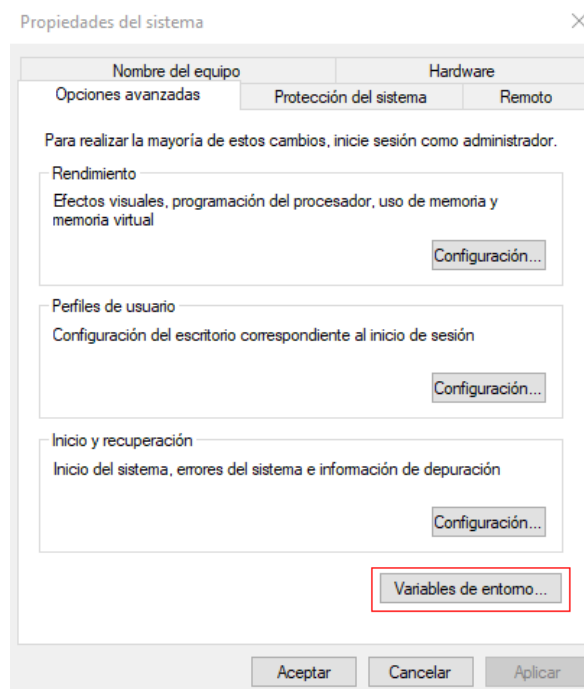 Propiedades del sistema
Nombre del equipo
Hardware
Opciones avanzadas
Protección del sistema
Remoto
Para realizar la mayoría de estos cambios, inicie sesión como administrador.
Rendimiento
Efectos visuales, programación del procesador, uso de memoria y
memoria virtual
Configuración...
Perfiles de usuario
Configuración del escritorio correspondiente al inicio de sesión
Configuración...
Inicio y recuperación
Inicio del sistema, errores del sistema e información de depuración
Configuración...
Variables de entorno...
Aceptar
Cancelar
Aplicar